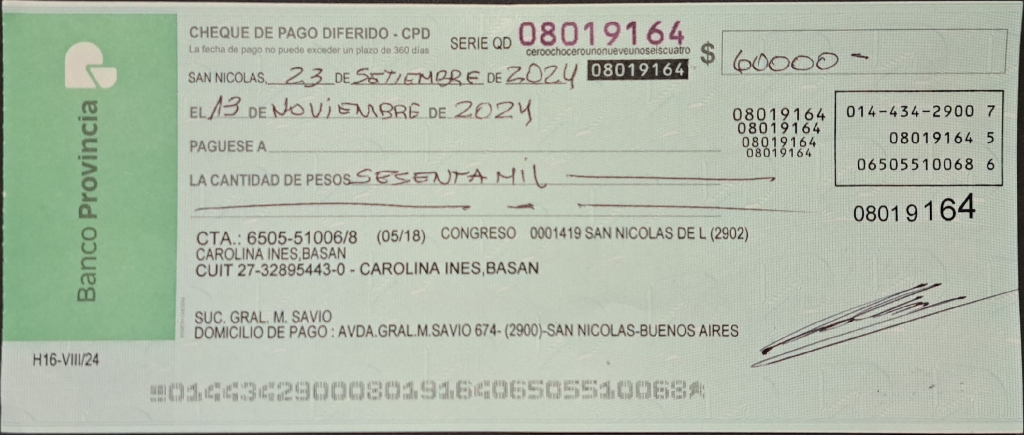 Banco Provincia
CHEQUE DE PAGO DIFERIDO - CPD
La fecha de pago no puede exceder un plazo de 360 días
SERIE QD 08019164
ceroochocerounonueveunoseiscuatro
08019164
$ 60000 -
SAN NICOLAS, 23 DE SETIEMBRE DE 2024
EL 13 DE NOVIEMBRE DE 2024
PAGUESE A
LA CANTIDAD DE PESOS SESENTA MIL
08019164
08019164
08019164
08019164
014-434-2900 7
08019164 5
06505510068 6
08019164
CTA.: 6505-51006/8 (05/18) CONGRESO 0001419 SAN NICOLAS DE L (2902)
CAROLINA INES,BASAN
CUIT 27-32895443-0 - CAROLINA INES,BASAN
SUC. GRAL. M. SAVIO
DOMICILIO DE PAGO : AVDA.GRAL.M.SAVIO 674- (2900)-SAN NICOLAS-BUENOS AIRES
H16-VIII/24
01443429000801916406505510068